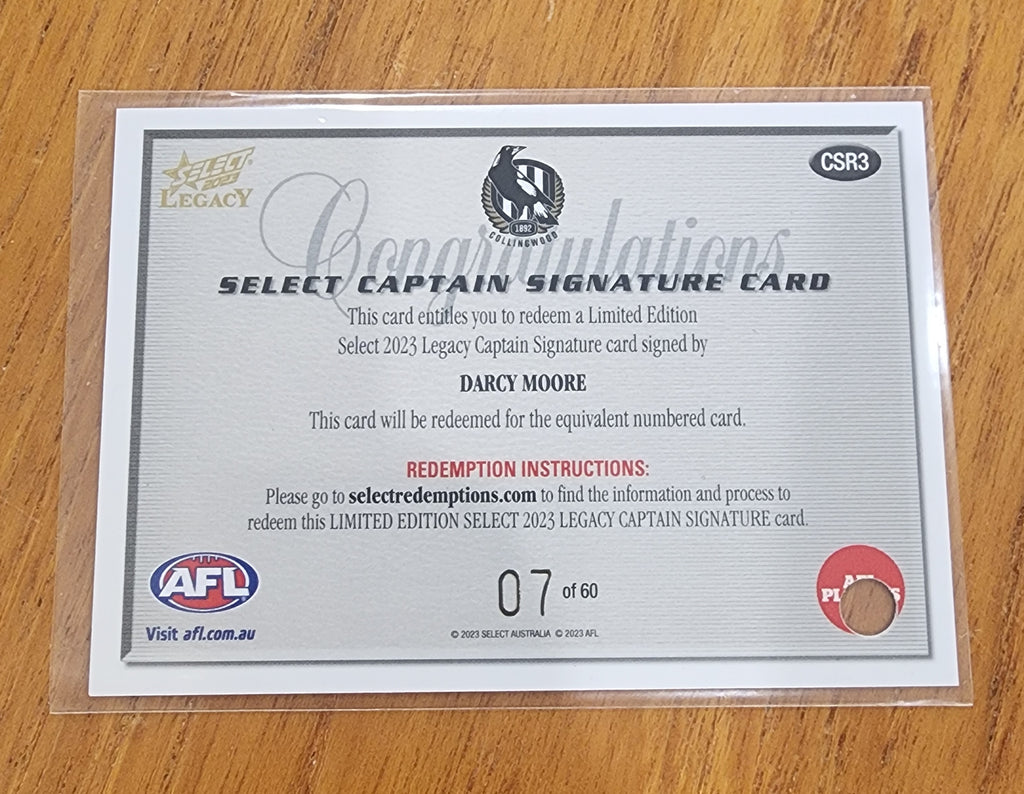 SELECT
2023
LEGACY
CSR3
1892
COLLINGWOOD
Congratulations
SELECT CAPTAIN SIGNATURE CARD
This card entitles you to redeem a Limited Edition
Select 2023 Legacy Captain Signature card signed by
DARCY MOORE
This card will be redeemed for the equivalent numbered card.
REDEMPTION INSTRUCTIONS:
Please go to selectredemptions.com to find the information and process to
redeem this LIMITED EDITION SELECT 2023 LEGACY CAPTAIN SIGNATURE card.
AFL
Visit afl.com.au
07 of 60
© 2023 SELECT AUSTRALIA © 2023 AFL